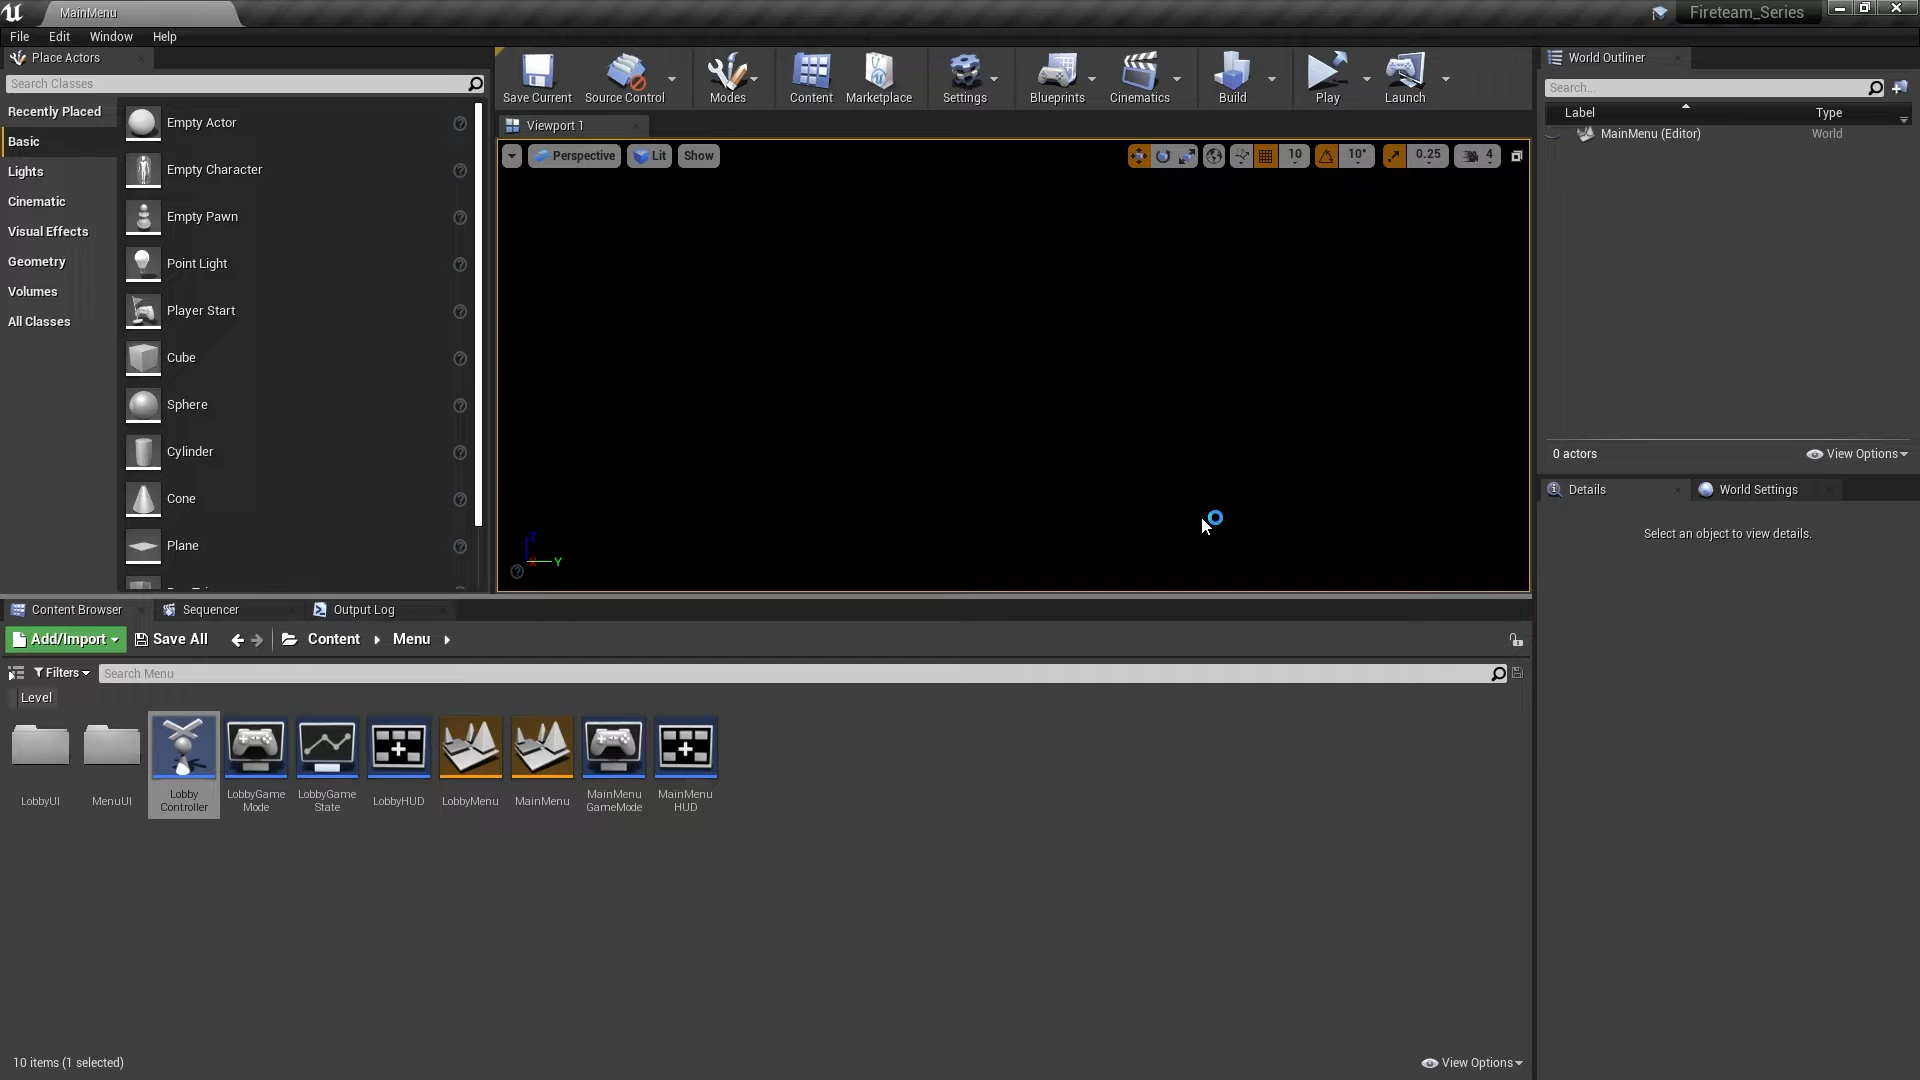 MainMenu
Fireteam_Series
File Edit Window Help
Place Actors
Search Classes
Recently Placed
Basic
Lights
Cinematic
Visual Effects
Geometry
Volumes
All Classes
Empty Actor
Empty Character
Empty Pawn
Point Light
Player Start
Cube
Sphere
Cylinder
Cone
Plane
Save Current Source Control Modes Content Marketplace Settings Blueprints Cinematics Build Play Launch
Viewport 1
Perspective Lit Show 10 10° 0.25 4
Z
X Y
World Outliner
Search...
Label Type
MainMenu (Editor) World
0 actors View Options
Details World Settings
Select an object to view details.
Content Browser Sequencer Output Log
Add/Import Save All Content Menu
Filters Search Menu
Level
LobbyUI
MenuUI
Lobby
Controller
LobbyGame
Mode
LobbyGame
State
LobbyHUD
LobbyMenu
MainMenu
MainMenu
GameMode
MainMenu
HUD
10 items (1 selected) View Options